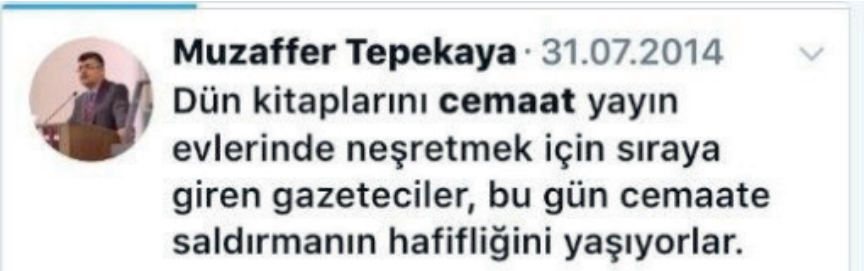 Muzaffer Tepekaya · 31.07.2014
Dün kitaplarını cemaat yayın
evlerinde neşretmek için sıraya
giren gazeteciler, bu gün cemaate
saldırmanın hafifliğini yaşıyorlar.